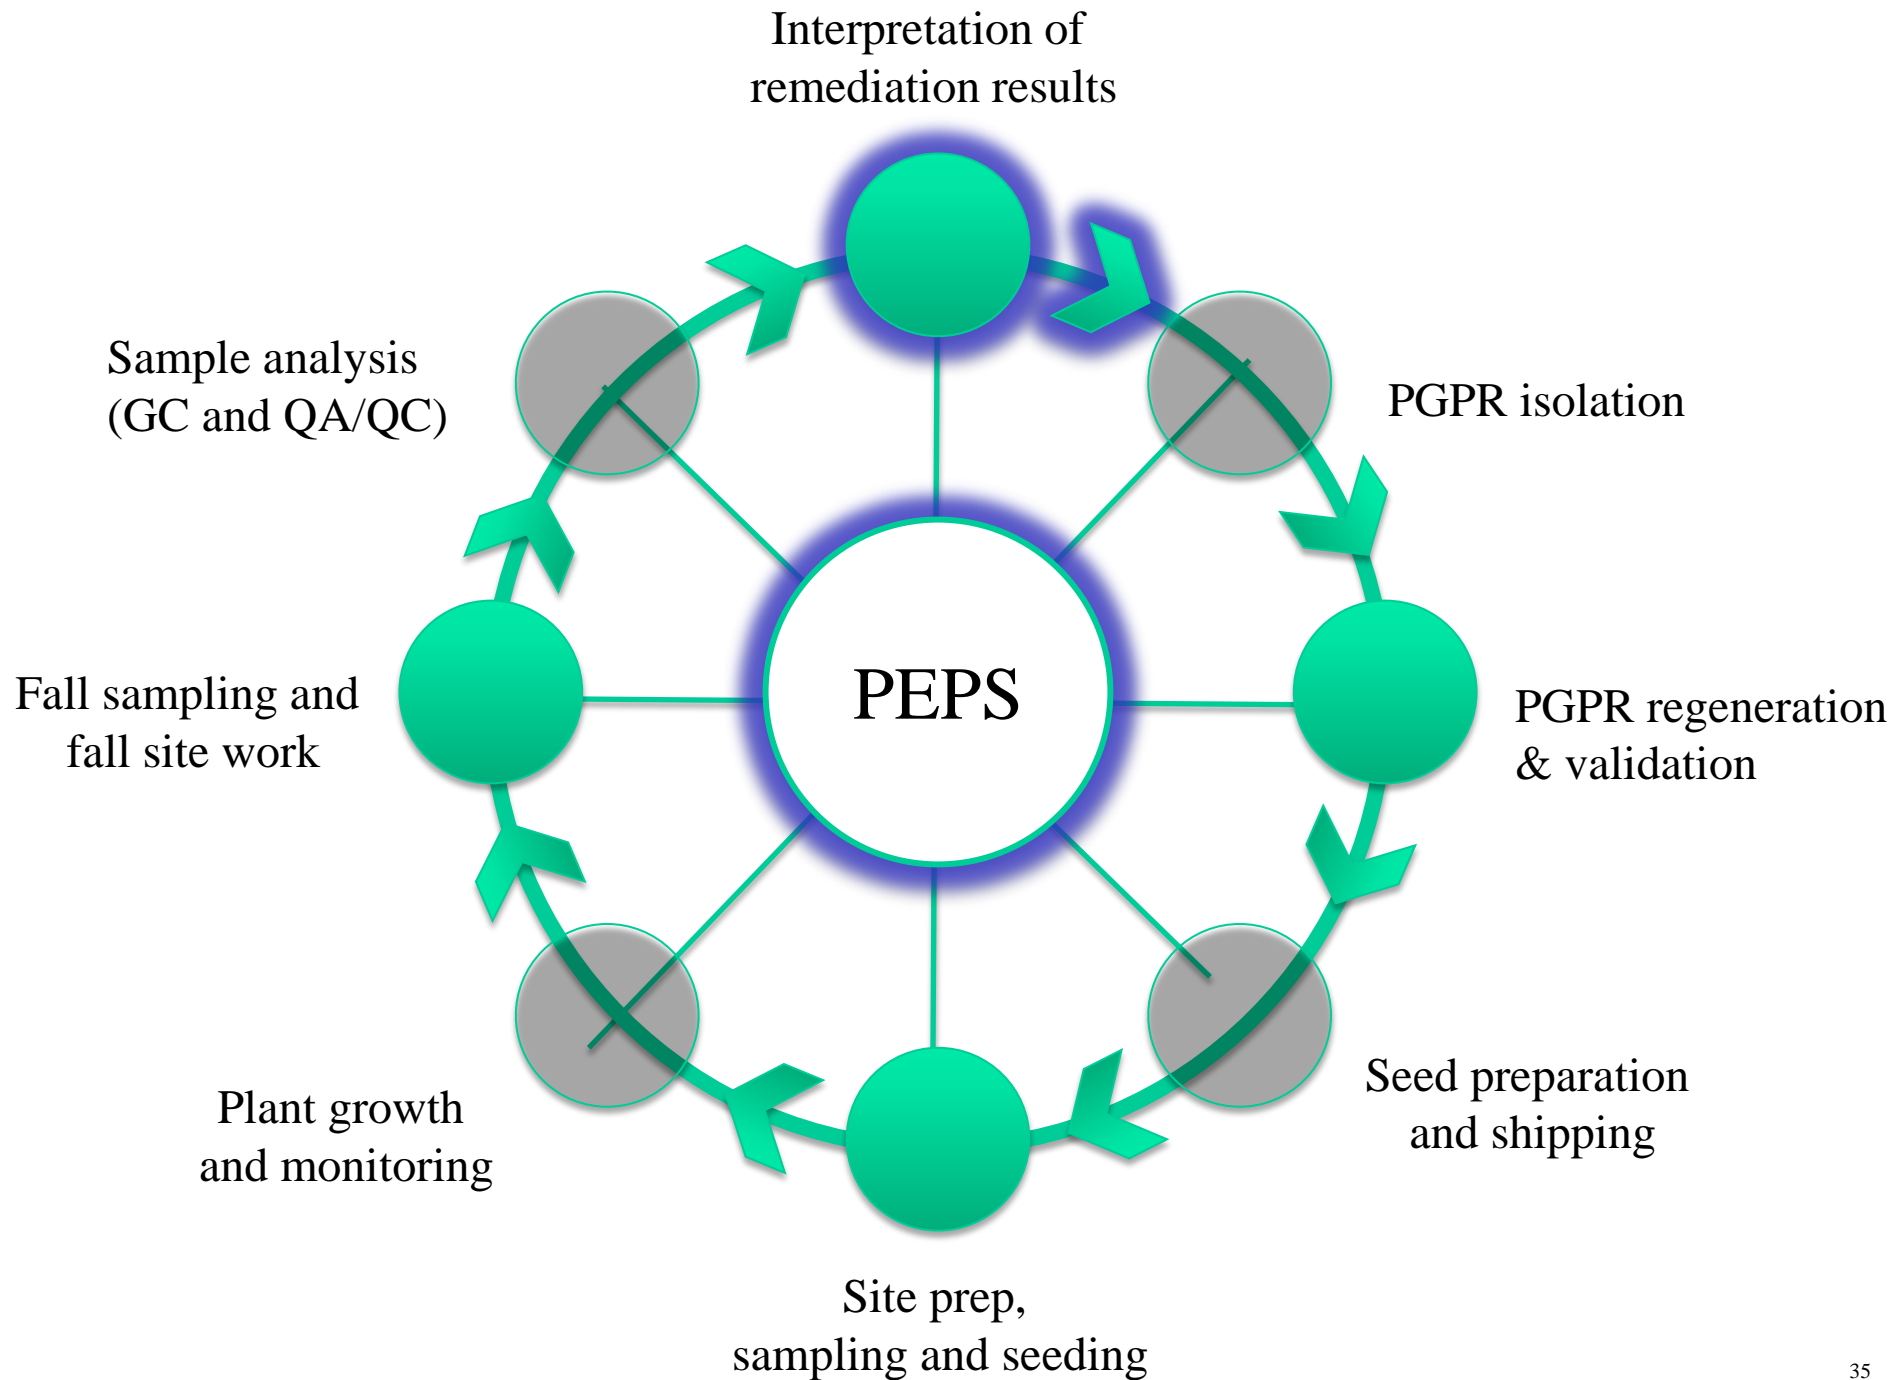 Interpretation of
remediation results
Sample analysis
(GC and QA/QC)
PGPR isolation
PEPS
Fall sampling and
fall site work
PGPR regeneration
& validation
Plant growth
and monitoring
Seed preparation
and shipping
Site prep,
sampling and seeding
35